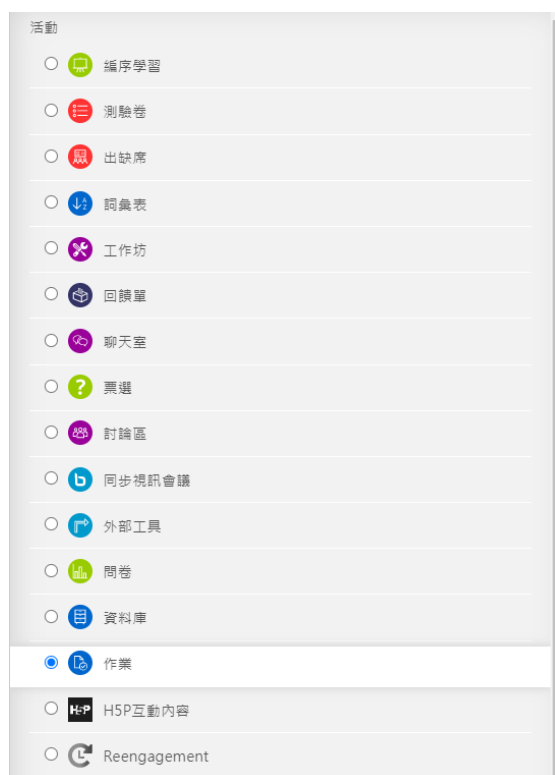 活動
編序學習
測驗卷
出缺席
詞彙表
工作坊
回饋單
聊天室
票選
討論區
同步視訊會議
外部工具
問卷
資料庫
作業
H5P互動內容
Reengagement